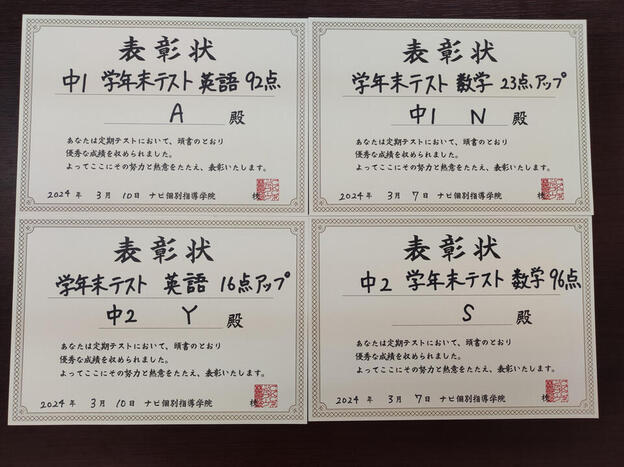 表彰状
中1 学年末テスト 英語 92点
A 殿
あなたは定期テストにおいて、頭書のとおり
優秀な成績を収められました。
よってここにその努力と熱意をたたえ、表彰いたします。
2024年 3月 10日 ナビ個別指導学院
表彰状
学年末テスト 数学 23点アップ
中1 N 殿
あなたは定期テストにおいて、頭書のとおり
優秀な成績を収められました。
よってここにその努力と熱意をたたえ、表彰いたします。
2024年 3月 7日 ナビ個別指導学院
表彰状
学年末テスト 英語 16点アップ
中2 Y 殿
あなたは定期テストにおいて、頭書のとおり
優秀な成績を収められました。
よってここにその努力と熱意をたたえ、表彰いたします。
2024年 3月 10日 ナビ個別指導学院
表彰状
中2 学年末テスト 数学 96点
S 殿
あなたは定期テストにおいて、頭書のとおり
優秀な成績を収められました。
よってここにその努力と熱意をたたえ、表彰いたします。
2024年 3月 7日 ナビ個別指導学院